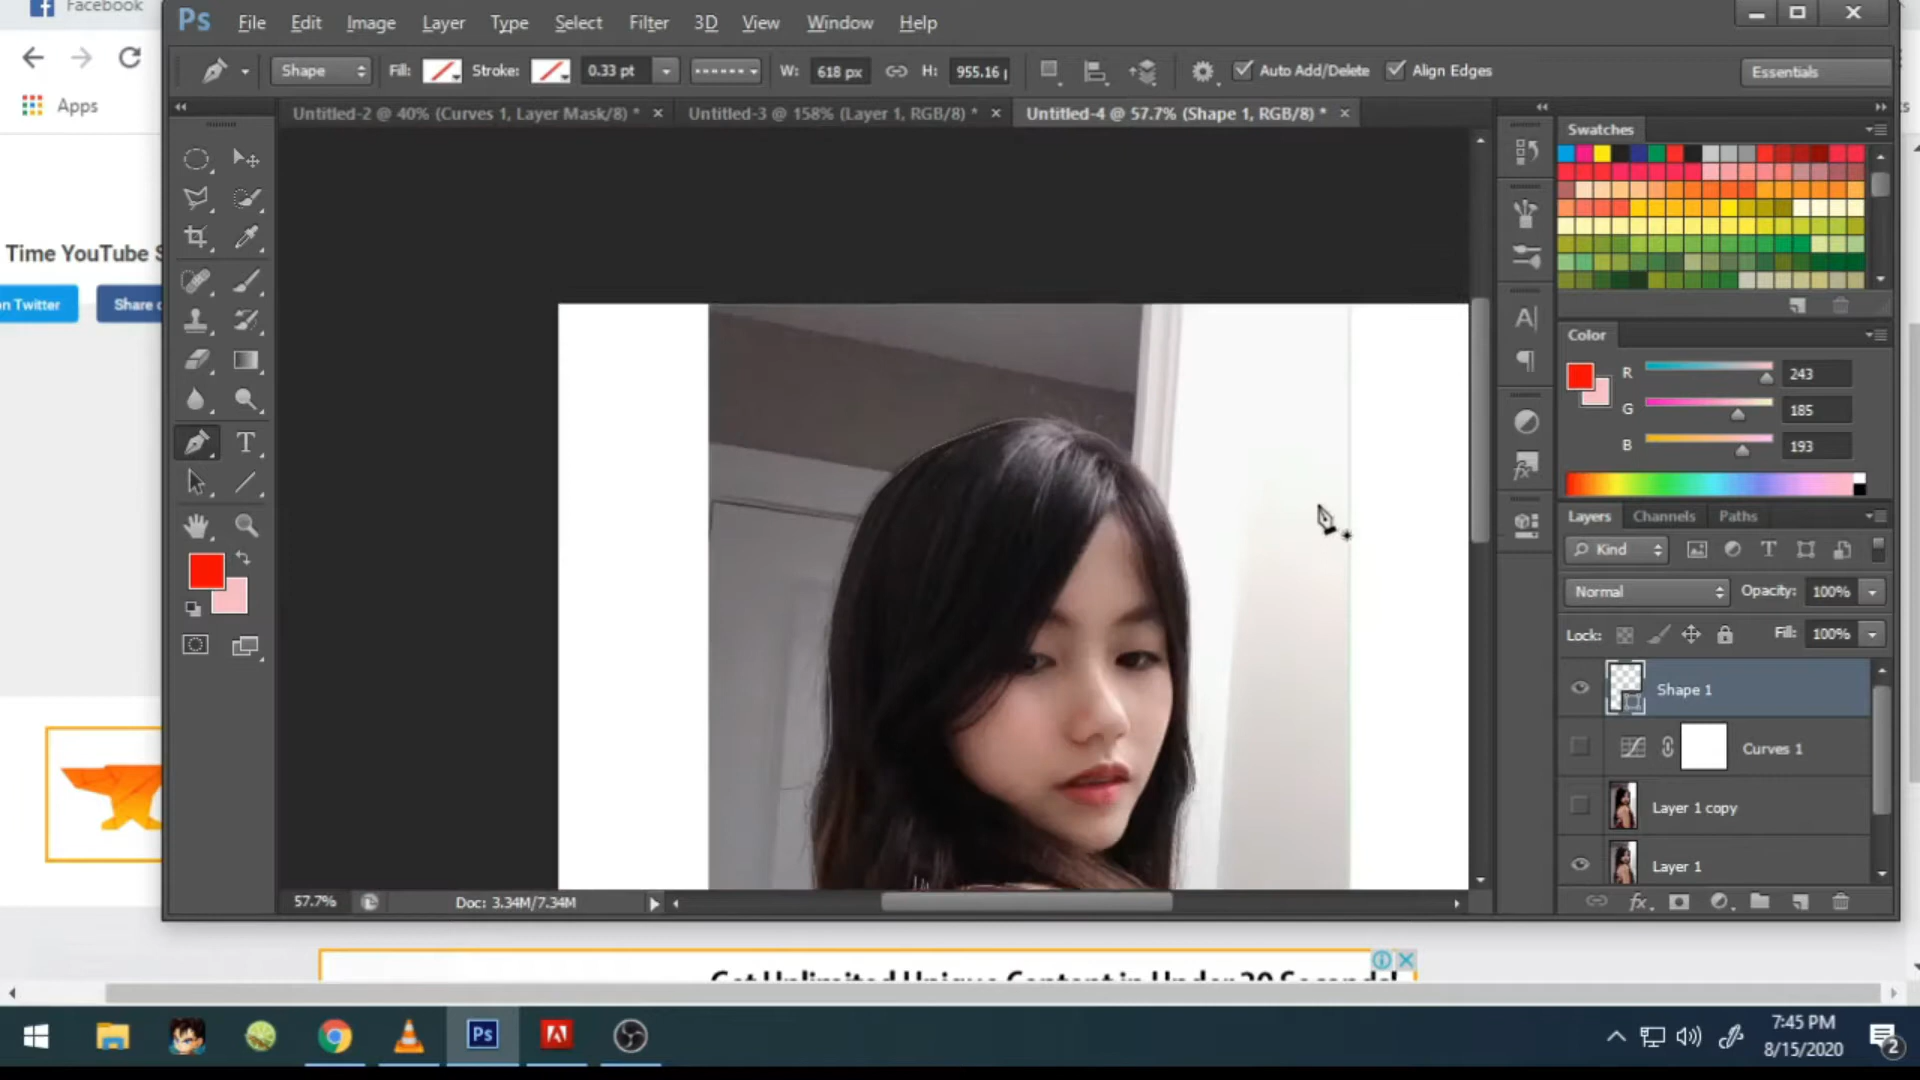 Facebook
Ps File Edit Image Layer Type Select Filter 3D View Window Help
Shape Fill: Stroke: 0.33 pt W: 618 px H: 955.16 Auto Add/Delete Align Edges Essentials
Apps
Untitled-2 @ 40% (Curves 1, Layer Mask/8) * × Untitled-3 @ 158% (Layer 1, RGB/8) * × Untitled-4 @ 57.7% (Shape 1, RGB/8) * ×
Swatches
Time YouTube S
on Twitter Share
Color
R 243
G 185
B 193
T
Layers Channels Paths
Kind
Normal Opacity: 100%
Lock: Fill: 100%
Shape 1
Curves 1
Layer 1 copy
Layer 1
57.7% Doc: 3.34M/7.34M
fx
Get Unlimited Unique Content in Under 30 Seconds!
Ps
7:45 PM
8/15/2020
2